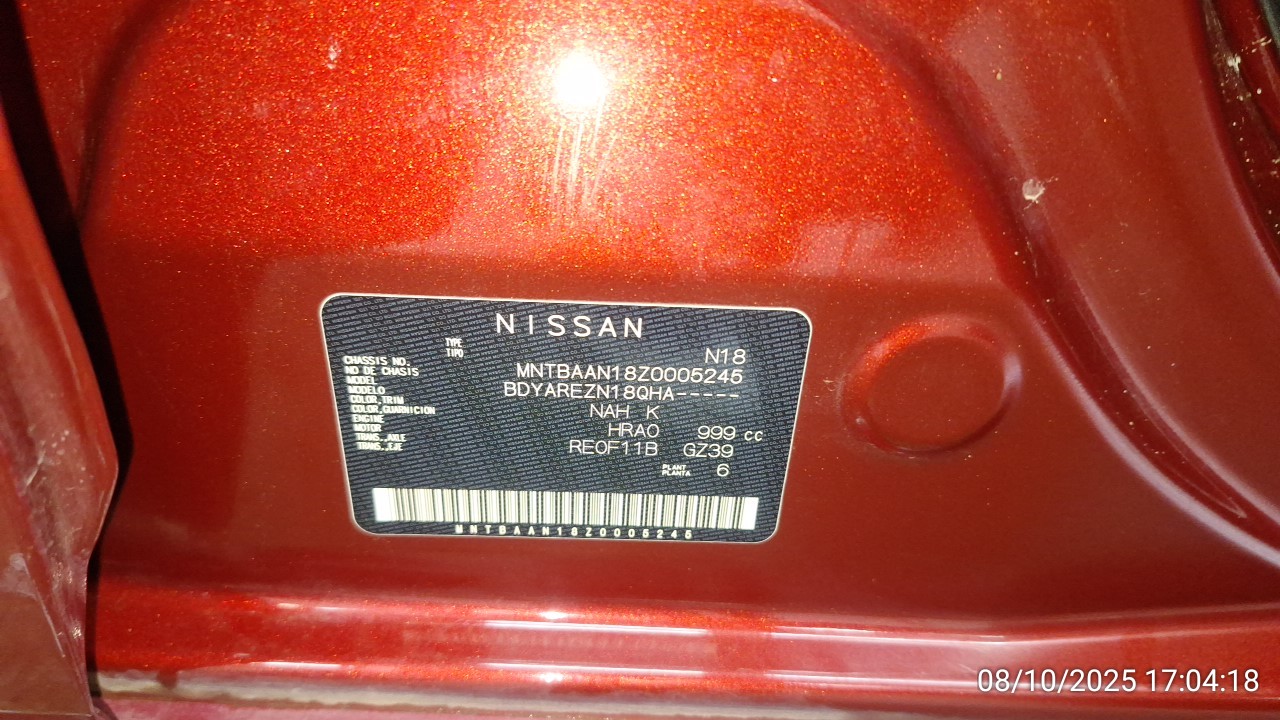 NISSAN
TYPE
TIPO
N18
CHASSIS NO.
NO DE CHASIS
MNTBAAN18Z0005245
MODEL
MODELO
BDYAREZN18QHA-----
COLOR,TRIM
COLOR,GUARNICION
NAH K
ENGINE
MOTOR
HRA0 999 cc
TRANS.,AXLE
TRANS.,EJE
RE0F11B GZ39
PLANT
PLANTA
6
MNTBAAN18Z0005245
08/10/2025 17:04:18